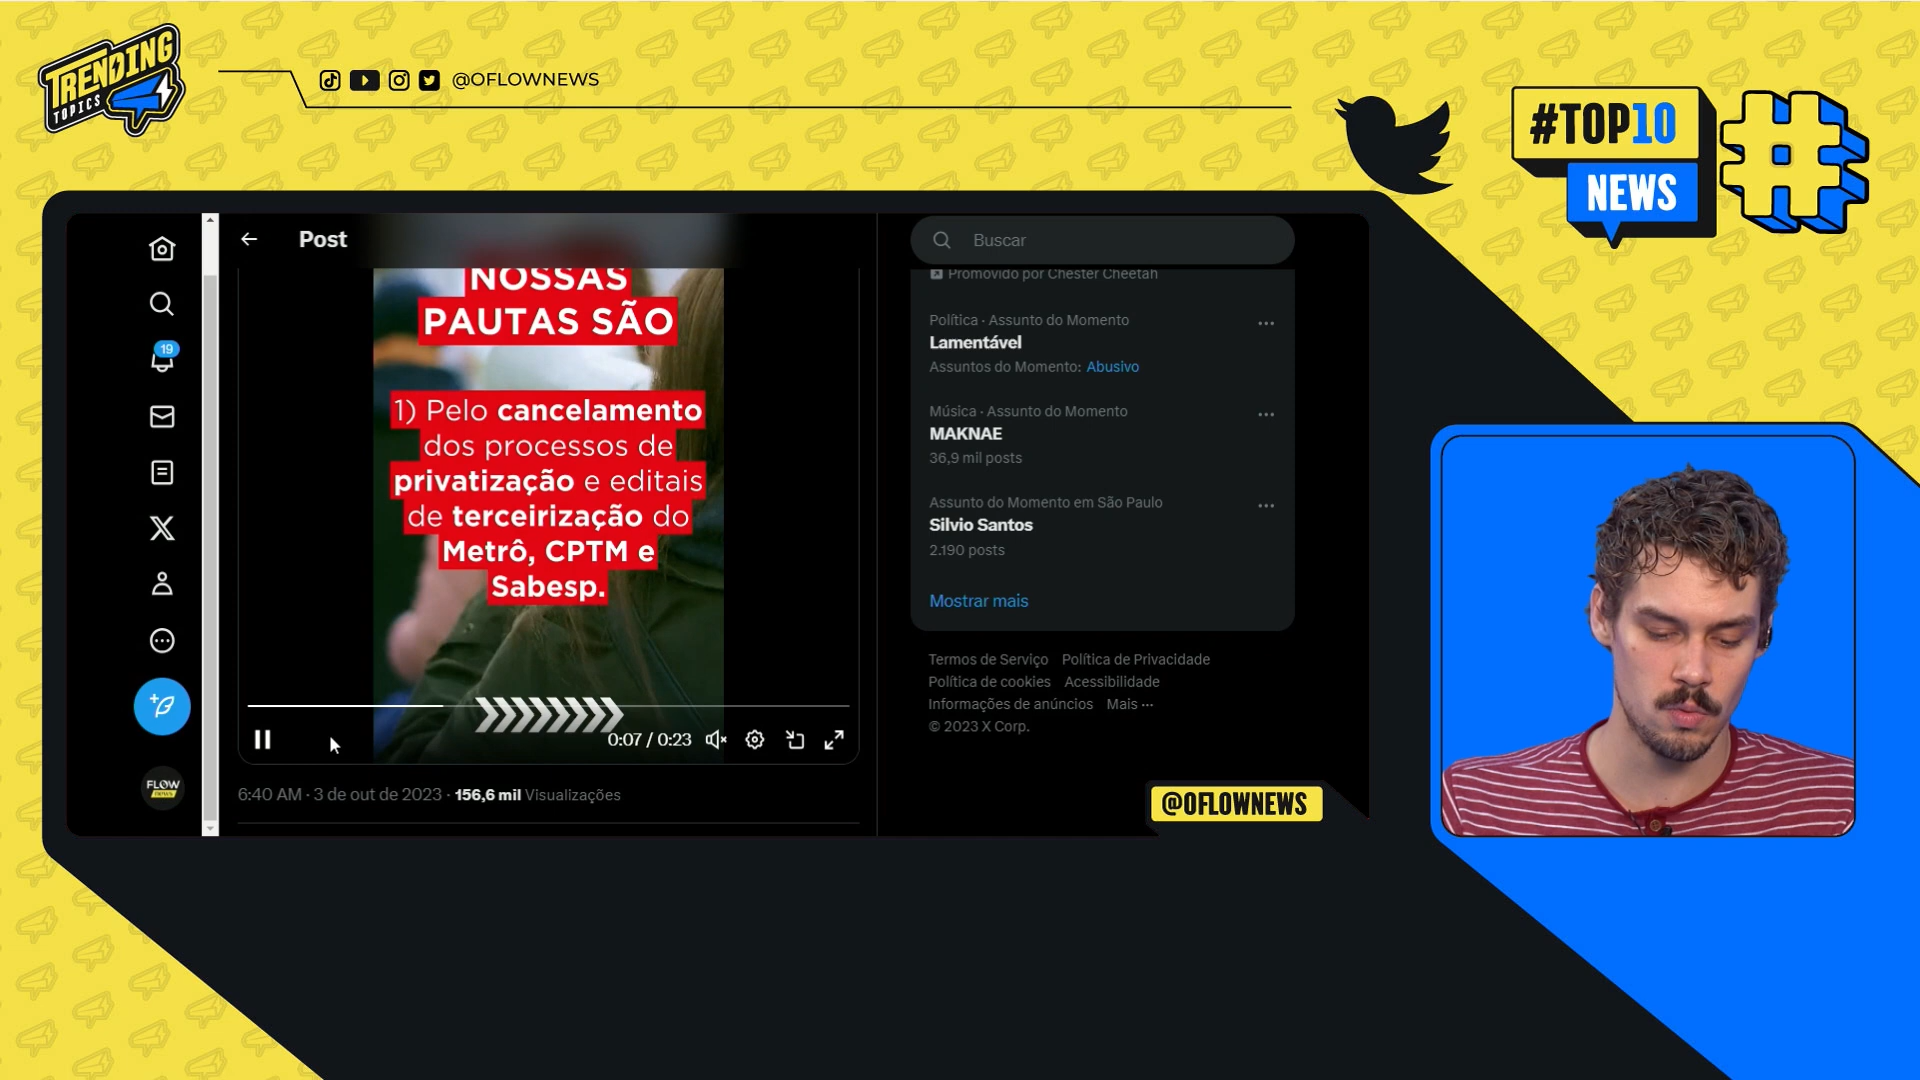 TRENDING
TOPICS
@OFLOWNEWS
#TOP10
NEWS
19
FLOW
news
Post
NOSSAS
PAUTAS SÃO
1) Pelo cancelamento
dos processos de
privatização e editais
de terceirização do
Metrô, CPTM e
Sabesp.
0:07 / 0:23
6:40 AM · 3 de out de 2023 · 156,6 mil Visualizações
Buscar
Promovido por Chester Cheetah
Política · Assunto do Momento
Lamentável
Assuntos do Momento: Abusivo
Música · Assunto do Momento
MAKNAE
36,9 mil posts
Assunto do Momento em São Paulo
Silvio Santos
2.190 posts
Mostrar mais
Termos de Serviço Política de Privacidade
Política de cookies Acessibilidade
Informações de anúncios Mais ···
© 2023 X Corp.
@OFLOWNEWS